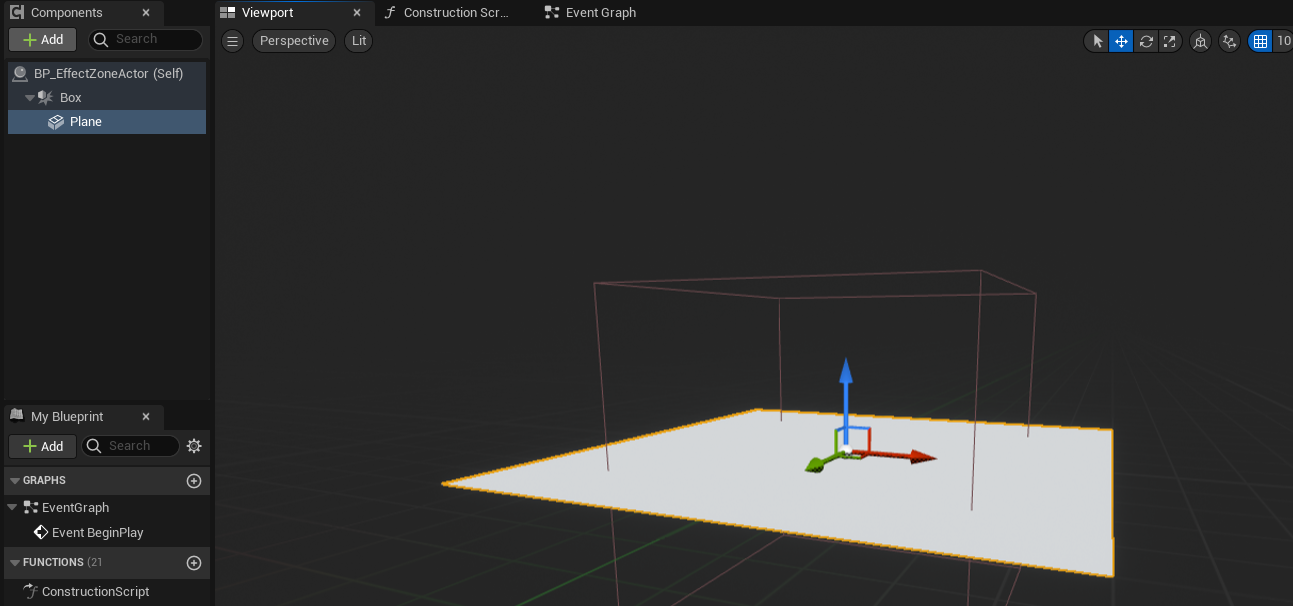 Components
Add
Search
BP_EffectZoneActor (Self)
Box
Plane
My Blueprint
Add
Search
GRAPHS
EventGraph
Event BeginPlay
FUNCTIONS (21
ConstructionScript
Viewport
Construction Scr...
Event Graph
Perspective
Lit
10